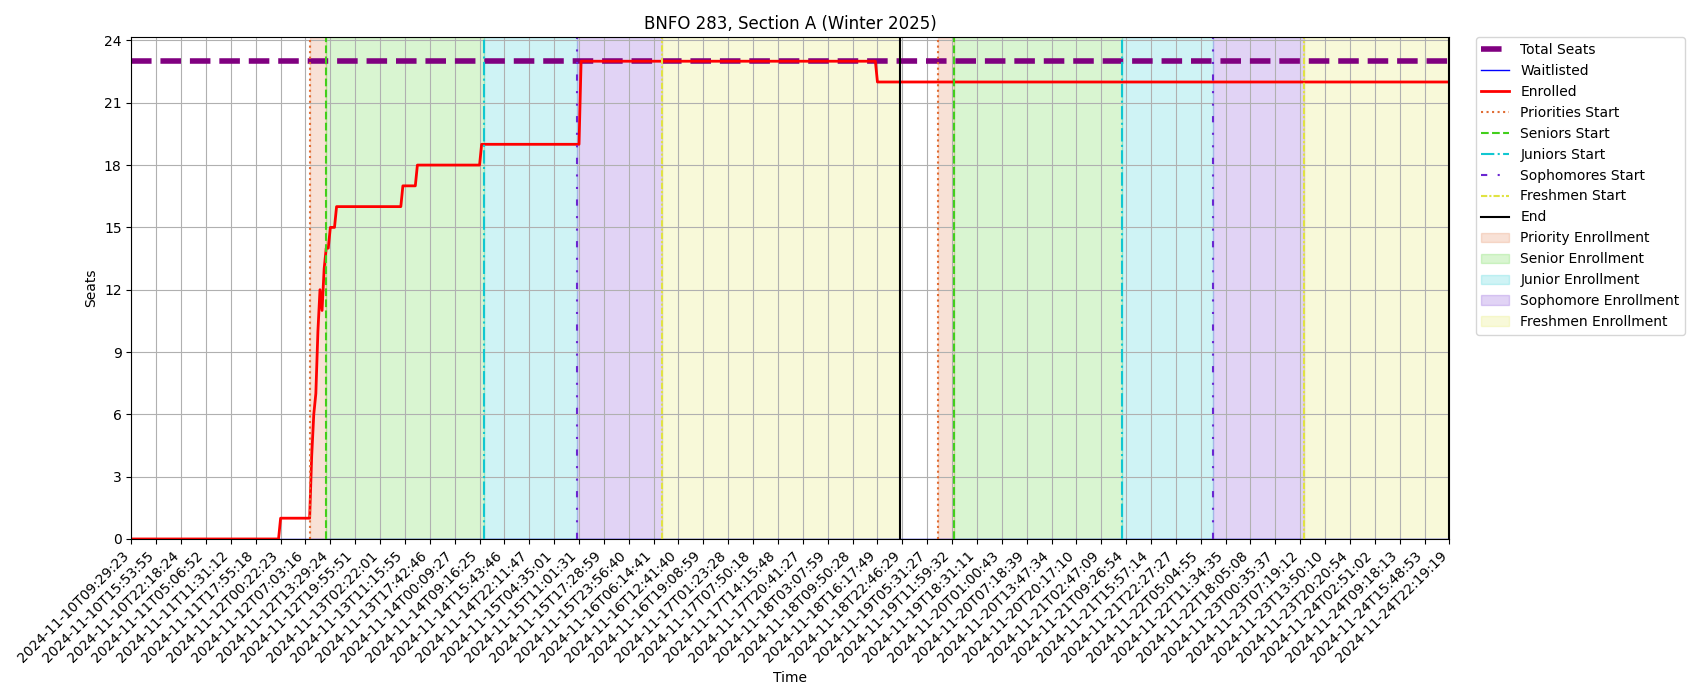 BNFO 283, Section A (Winter 2025)
24
21
18
15
12
9
6
3
0
Seats
2024-11-10T09:29:23
2024-11-10T15:53:55
2024-11-10T22:18:24
2024-11-11T05:06:52
2024-11-11T11:31:12
2024-11-11T17:55:18
2024-11-12T00:22:23
2024-11-12T07:03:16
2024-11-12T13:29:24
2024-11-12T19:55:51
2024-11-13T02:22:01
2024-11-13T11:15:55
2024-11-13T17:42:46
2024-11-14T00:09:27
2024-11-14T09:16:25
2024-11-14T15:43:46
2024-11-14T22:11:47
2024-11-15T04:35:01
2024-11-15T11:01:31
2024-11-15T17:28:59
2024-11-15T23:56:40
2024-11-16T06:14:41
2024-11-16T12:41:40
2024-11-16T19:08:59
2024-11-17T01:23:28
2024-11-17T07:50:18
2024-11-17T14:15:48
2024-11-17T20:41:27
2024-11-18T03:07:59
2024-11-18T09:50:28
2024-11-18T16:17:49
2024-11-18T22:46:29
2024-11-19T05:31:27
2024-11-19T11:59:32
2024-11-19T18:31:11
2024-11-20T01:00:43
2024-11-20T07:18:39
2024-11-20T13:47:34
2024-11-20T20:17:10
2024-11-21T02:47:09
2024-11-21T09:26:54
2024-11-21T15:57:14
2024-11-21T22:27:27
2024-11-22T05:04:55
2024-11-22T11:34:35
2024-11-22T18:05:08
2024-11-23T00:35:37
2024-11-23T07:19:12
2024-11-23T13:50:10
2024-11-23T20:20:54
2024-11-24T02:51:02
2024-11-24T09:18:13
2024-11-24T15:48:53
2024-11-24T22:19:19
Time
Total Seats
Waitlisted
Enrolled
Priorities Start
Seniors Start
Juniors Start
Sophomores Start
Freshmen Start
End
Priority Enrollment
Senior Enrollment
Junior Enrollment
Sophomore Enrollment
Freshmen Enrollment